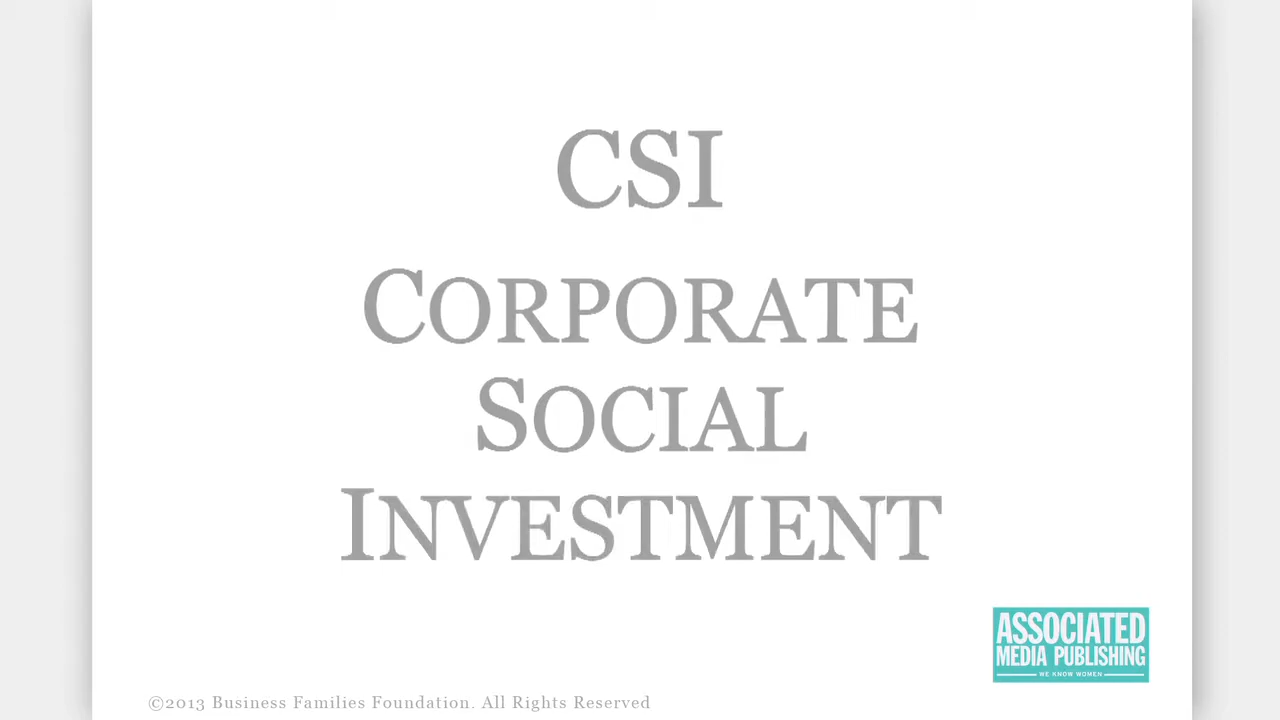 CSI
CORPORATE
SOCIAL
INVESTMENT
ASSOCIATED
MEDIA PUBLISHING
WE KNOW WOMEN
©2013 Business Families Foundation. All Rights Reserved